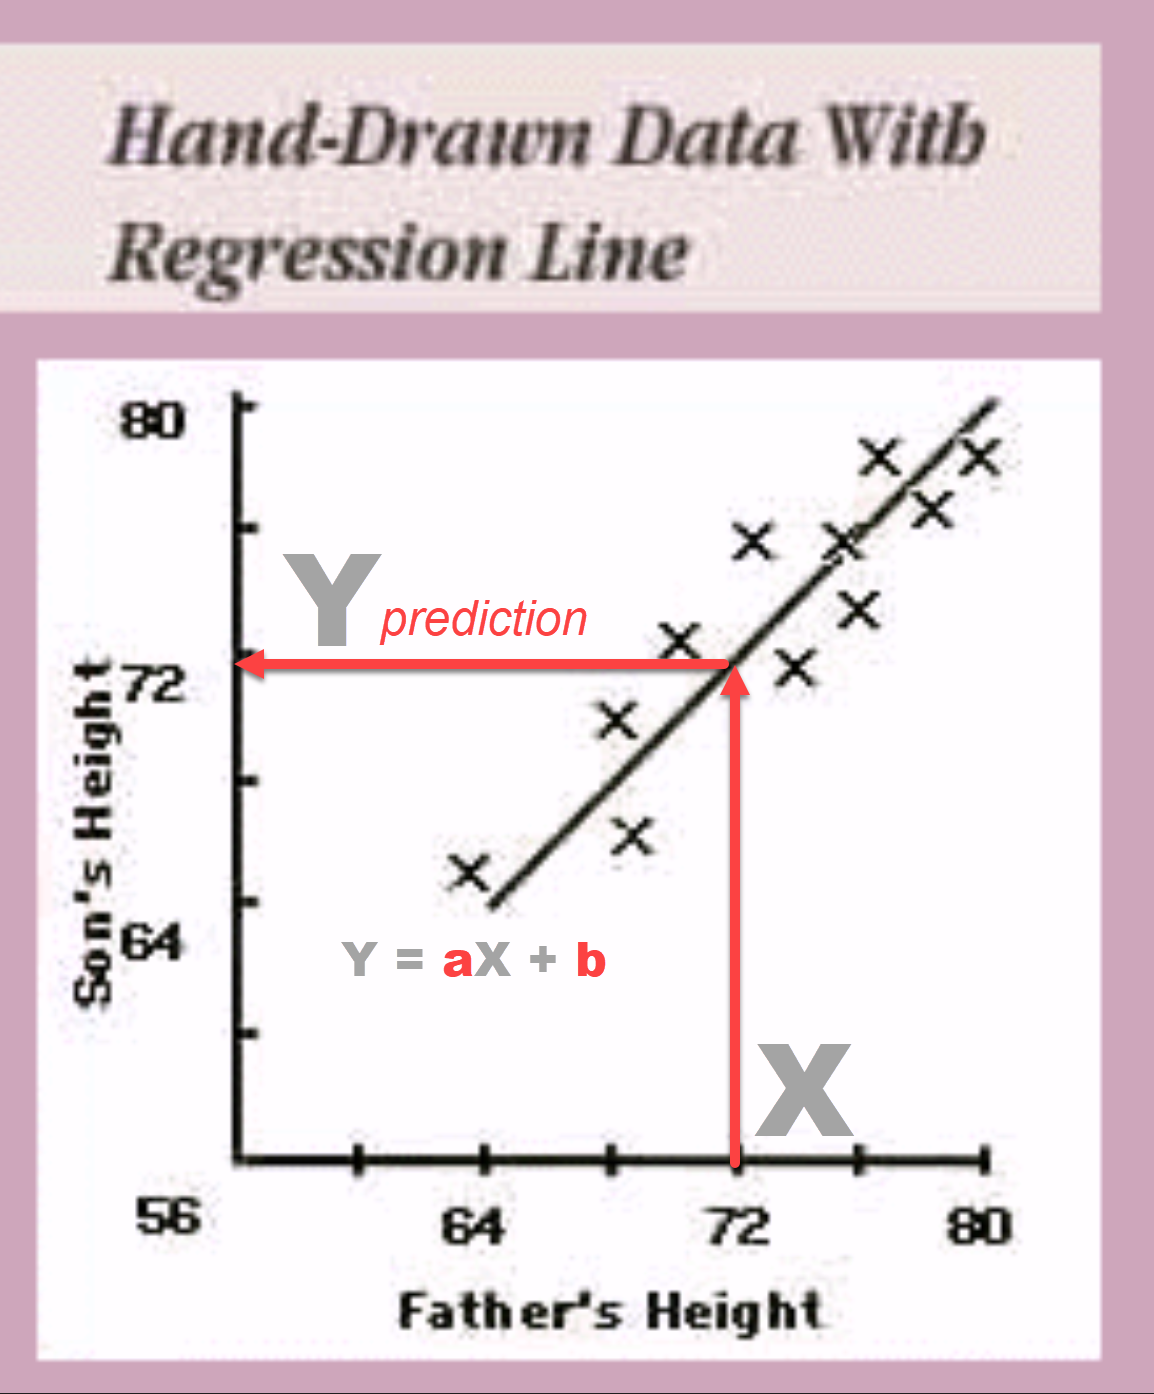 Hand-Drawn Data With
Regression Line
80
Y prediction
72
Son's Height
64
Y = aX + b
X
56
64
72
80
Father's Height